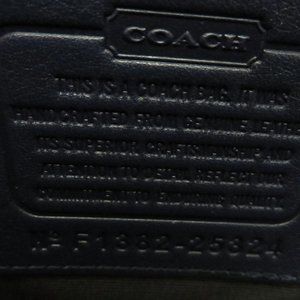 COACH
THIS IS A COACH BAG. IT WAS
HANDCRAFTED FROM GENUINE LEATHER
ITS SUPERIOR CRAFTSMANSHIP AND
ATTENTION TO DETAIL REFLECT OUR
COMMITMENT TO ENDURING QUALITY.
No F1382-25324